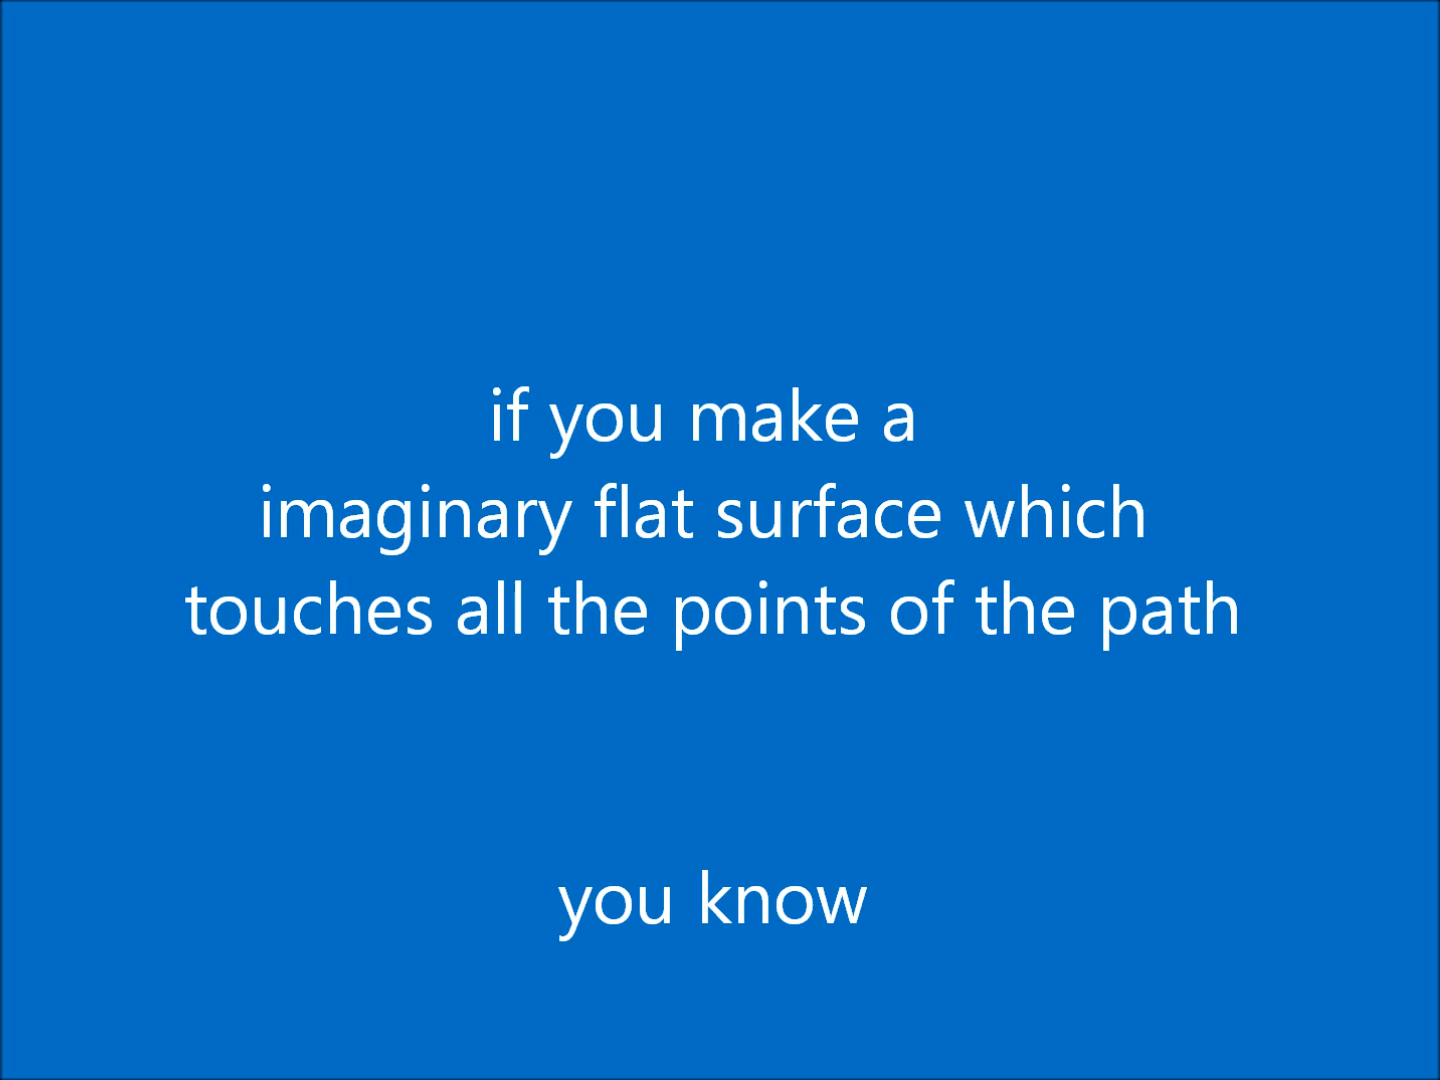 if you make a
imaginary flat surface which
touches all the points of the path
you know